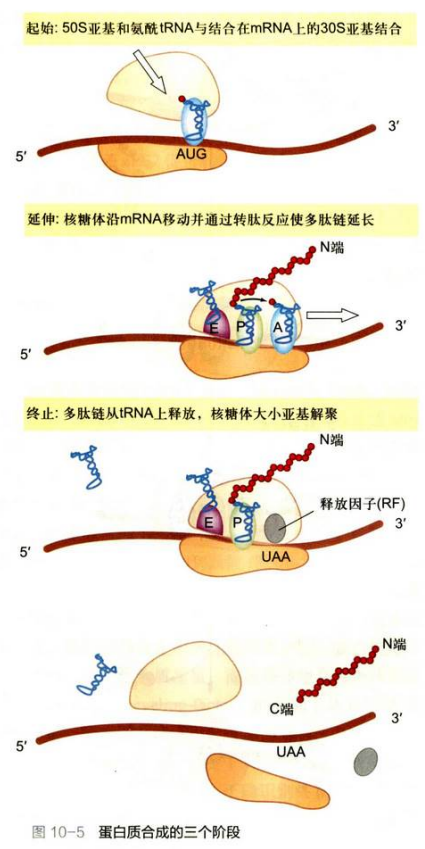 起始: 50S亚基和氨酰tRNA与结合在mRNA上的30S亚基结合
5′
AUG
3′
延伸: 核糖体沿mRNA移动并通过转肽反应使多肽链延长
N端
E
P
A
5′
3′
终止: 多肽链从tRNA上释放，核糖体大小亚基解聚
N端
释放因子(RF)
E
P
5′
UAA
3′
N端
C端
5′
UAA
3′
图 10-5 蛋白质合成的三个阶段